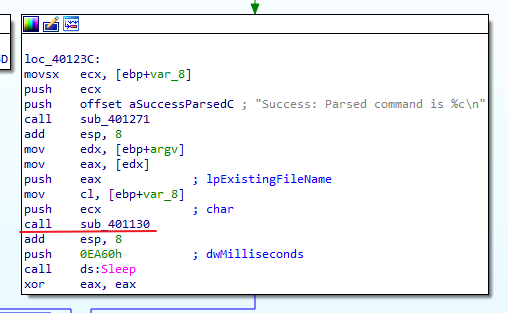 D
loc_40123C:
movsx ecx, [ebp+var_8]
push ecx
push offset aSuccessParsedC ; "Success: Parsed command is %c\n"
call sub_401271
add esp, 8
mov edx, [ebp+argv]
mov eax, [edx]
push eax ; lpExistingFileName
mov cl, [ebp+var_8]
push ecx ; char
call sub_401130
add esp, 8
push 0EA60h ; dwMilliseconds
call ds:Sleep
xor eax, eax